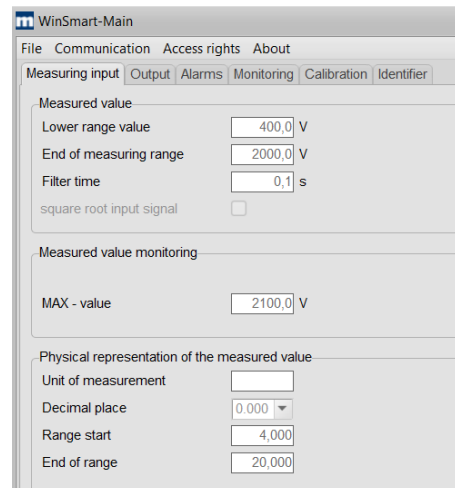 WinSmart-Main
File Communication Access rights About
Measuring input Output Alarms Monitoring Calibration Identifier
Measured value
Lower range value 400,0 V
End of measuring range 2000,0 V
Filter time 0,1 s
square root input signal
Measured value monitoring
MAX - value 2100,0 V
Physical representation of the measured value
Unit of measurement
Decimal place 0.000
Range start 4,000
End of range 20,000